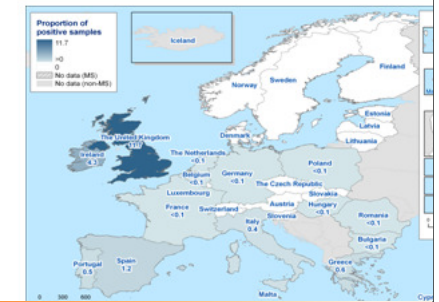 Proportion of
positive samples
11.7
>0
0
No data (MS)
No data (non-MS)
Iceland
Finland
Norway
Sweden
Estonia
Latvia
Lithuania
Denmark
The United Kingdom
11.7
Ireland
The Netherlands
<0.1
Belgium
<0.1
Germany
<0.1
Poland
<0.1
Luxembourg
The Czech Republic
Slovakia
France
<0.1
Switzerland
Austria
Hungary
<0.1
Slovenia
Italy
0.4
Romania
<0.1
Bulgaria
<0.1
Portugal
0.5
Spain
1.2
Greece
0.6
Malta
0 300 600